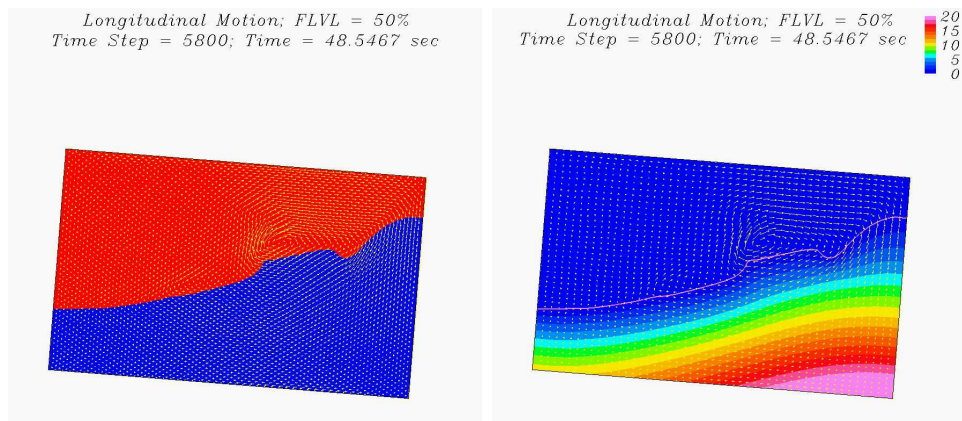 Longitudinal Motion; FLVL = 50%
Time Step = 5800; Time = 48.5467 sec
Longitudinal Motion; FLVL = 50%
Time Step = 5800; Time = 48.5467 sec
20
15
10
5
0